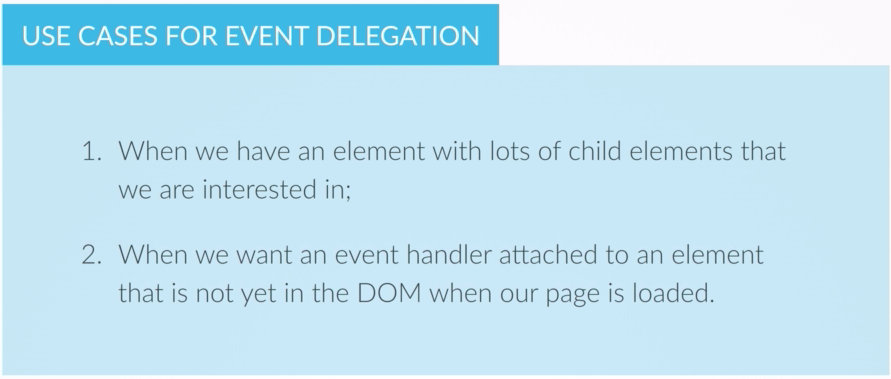 USE CASES FOR EVENT DELEGATION
1. When we have an element with lots of child elements that
we are interested in;
2. When we want an event handler attached to an element
that is not yet in the DOM when our page is loaded.